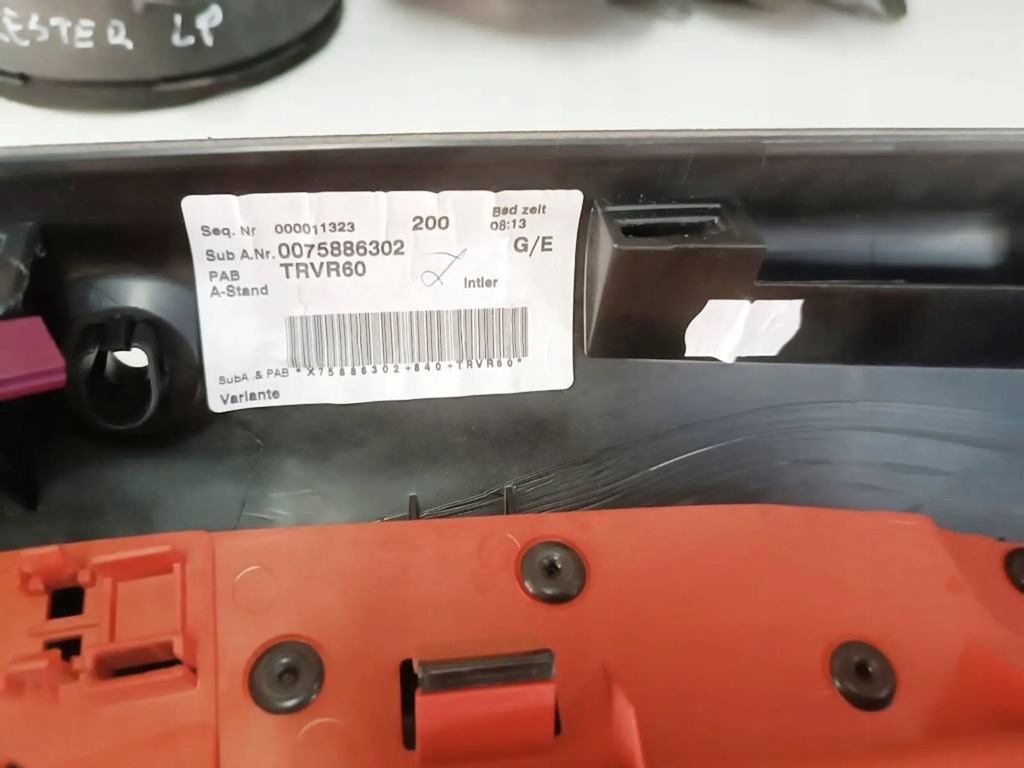 ESTER LP
Seq. Nr 000011323 200 Bed zeit
08:13
Sub A.Nr. 0075886302 G/E
PAB TRVR60
A-Stand Intler
SubA .& PAB *X75886302+840+TRVR60*
Variante